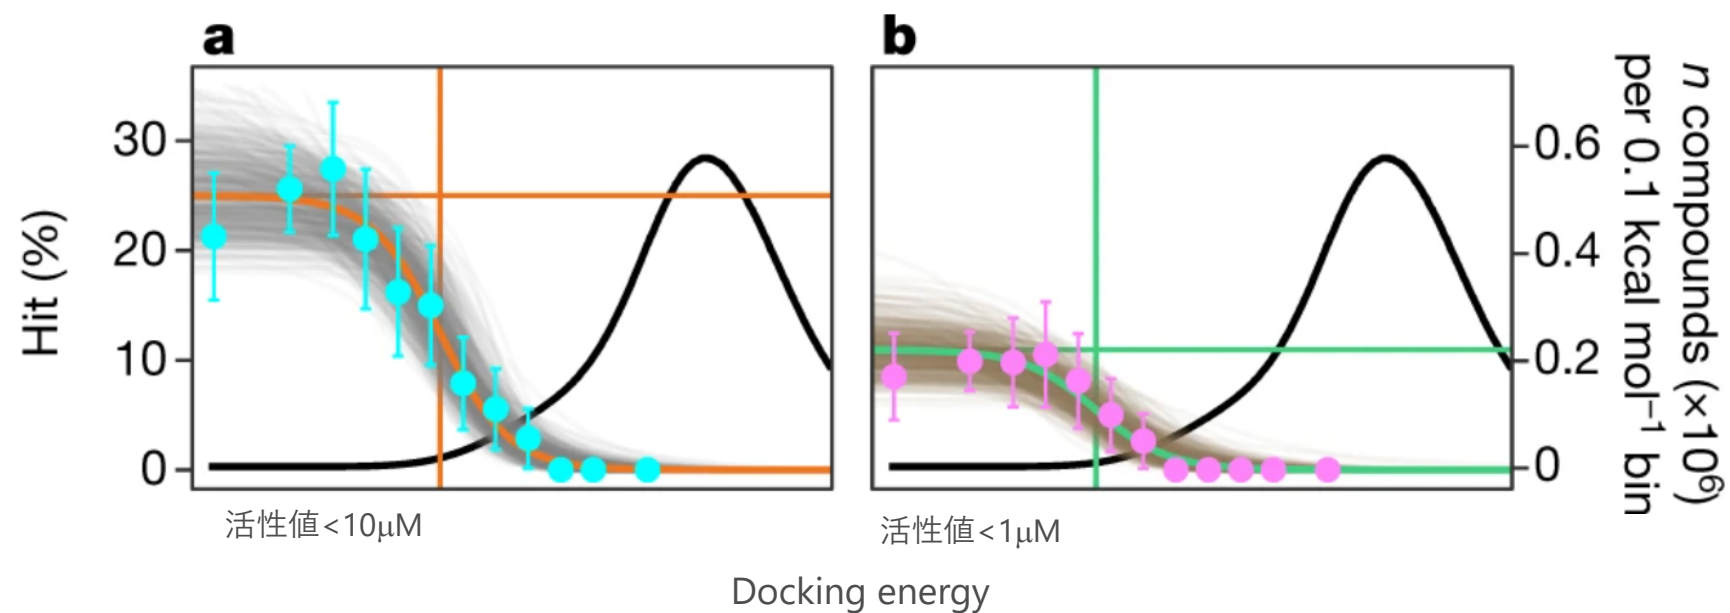 a
b
Hit (%)
30
20
10
0
0.6
0.4
0.2
0
n compounds (×10⁶)
per 0.1 kcal mol⁻¹ bin
活性値<10μM
活性値<1μM
Docking energy